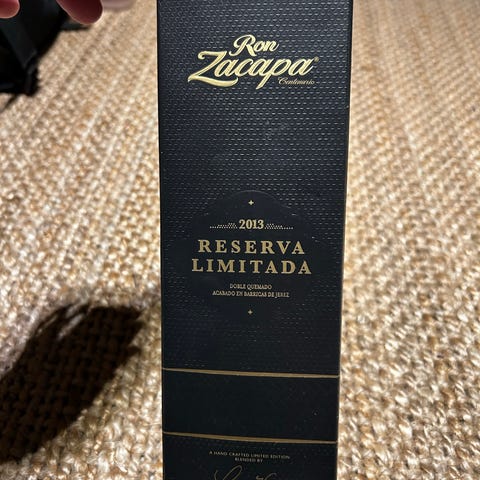 Ron
Zacapa®
Centenario
2013
RESERVA
LIMITADA
DOBLE QUEMADO
ACABADO EN BARRICAS DE JEREZ
A HAND CRAFTED LIMITED EDITION
BLENDED BY